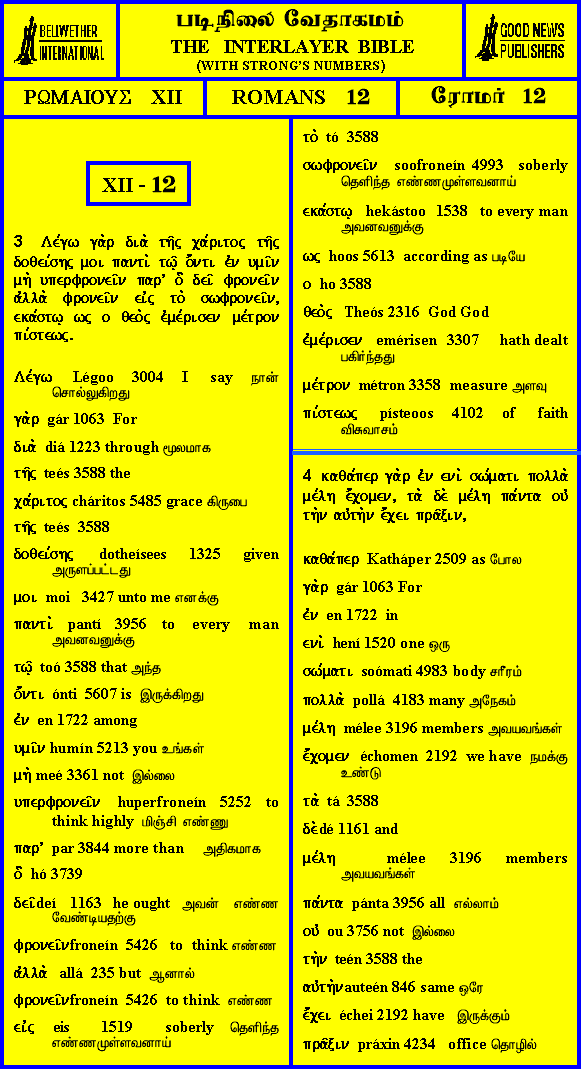 BELLWETHER
INTERNATIONAL
படிநிலை வேதாகமம்
THE INTERLAYER BIBLE
(WITH STRONG'S NUMBERS)
GOOD NEWS
PUBLISHERS
ΡΩΜΑΙΟΥΣ XII
ROMANS 12
ரோமர் 12
XII - 12
3 Λέγω γὰρ διὰ τῆς χάριτος τῆς
δοθείσης μοι παντὶ τῷ ὄντι ἐν υμῖν
μὴ υπερφρονεῖν παρ' ὃ δεῖ φρονεῖν
ἀλλὰ φρονεῖν εἰς τὸ σωφρονεῖν,
εκάστῳ ως ο θεὸς ἐμέρισεν μέτρον
πίστεως.
Λέγω Légoo 3004 I say நான்
சொல்லுகிறது
γὰρ gár 1063 For
διὰ diá 1223 through மூலமாக
τῆς teés 3588 the
χάριτος cháritos 5485 grace கிருபை
τῆς teés 3588
δοθείσης dotheísees 1325 given
அருளப்பட்டது
μοι moi 3427 unto me எனக்கு
παντὶ pantí 3956 to every man
அவனவனுக்கு
τῷ toó 3588 that அந்த
ὄντι ónti 5607 is இருக்கிறது
ἐν en 1722 among
υμῖν humín 5213 you உங்கள்
μὴ meé 3361 not இல்லை
υπερφρονεῖν huperfroneín 5252 to
think highly மிஞ்சி எண்ணு
παρ' par 3844 more than அதிகமாக
ὃ hó 3739
δεῖ deí 1163 he ought அவன் எண்ண
வேண்டியதற்கு
φρονεῖνfroneín 5426 to think எண்ண
ἀλλὰ allá 235 but ஆனால்
φρονεῖνfroneín 5426 to think எண்ண
εἰς eis 1519 soberly தெளிந்த
எண்ணமுள்ளவனாய்
τὸ tó 3588
σωφρονεῖν soofroneín 4993 soberly
தெளிந்த எண்ணமுள்ளவனாய்
εκάστῳ hekástoo 1538 to every man
அவனவனுக்கு
ως hoos 5613 according as படியே
ο ho 3588
θεὸς Theós 2316 God God
ἐμέρισεν emérisen 3307 hath dealt
பகிர்ந்தது
μέτρον métron 3358 measure அளவு
πίστεως písteoos 4102 of faith
விசுவாசம்
4 καθάπερ γὰρ ἐν ενὶ σώματι πολλὰ
μέλη ἔχομεν, τὰ δὲ μέλη πάντα οὐ
τὴν αὐτὴν ἔχει πρᾶξιν,
καθάπερ Katháper 2509 as போல
γὰρ gár 1063 For
ἐν en 1722 in
ενὶ hení 1520 one ஒரு
σώματι soómati 4983 body சரீரம்
πολλὰ pollá 4183 many அநேகம்
μέλη mélee 3196 members அவயவங்கள்
ἔχομεν échomen 2192 we have நமக்கு
உண்டு
τὰ tá 3588
δὲ dé 1161 and
μέλη mélee 3196 members
அவயவங்கள்
πάντα pánta 3956 all எல்லாம்
οὐ ou 3756 not இல்லை
τὴν teén 3588 the
αὐτὴνauteén 846 same ஒரே
ἔχει échei 2192 have இருக்கும்
πρᾶξιν práxin 4234 office தொழில்